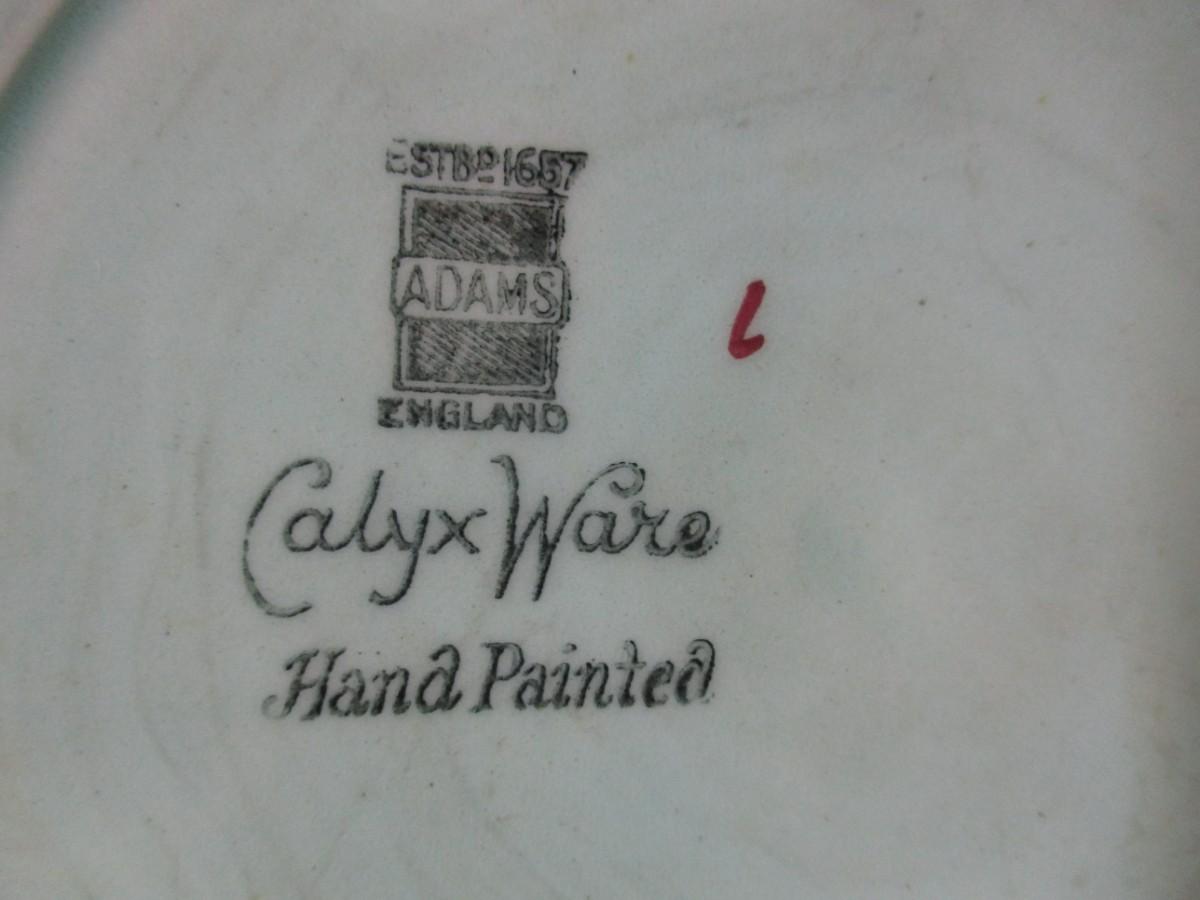 ESTBD 1657
ADAMS
ENGLAND
Calyx Ware
Hand Painted